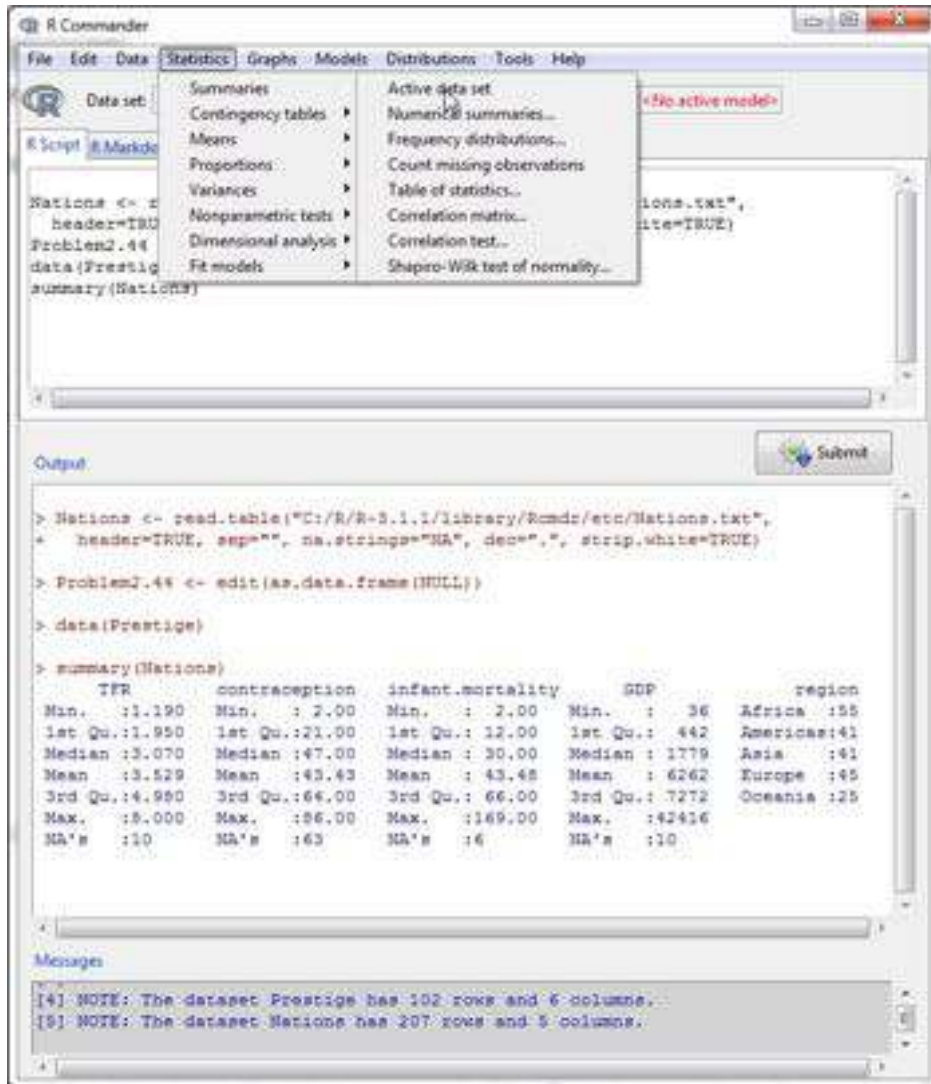 R Commander
File Edit Data Statistics Graphs Models Distributions Tools Help
Data set: <No active model>
Summaries
Contingency tables
Means
Proportions
Variances
Nonparametric tests
Dimensional analysis
Fit models
Active data set
Numerical summaries...
Frequency distributions...
Count missing observations
Table of statistics...
Correlation matrix...
Correlation test...
Shapiro-Wilk test of normality...
R Script R Markdo
Nations <- r ions.txt",
header=TRU ite=TRUE)
Problem2.44
data(Prestig
summary(Nations)
Output
Submit
> Nations <- read.table("C:/R/R-3.1.1/library/Rcmdr/etc/Nations.txt",
+ header=TRUE, sep="", na.strings="NA", dec=".", strip.white=TRUE)
> Problem2.44 <- edit(as.data.frame(NULL))
> data(Prestige)
> summary(Nations)
TFR contraception infant.mortality GDP region
Min. :1.190 Min. : 2.00 Min. : 2.00 Min. : 36 Africa :55
1st Qu.:1.950 1st Qu.:21.00 1st Qu.: 12.00 1st Qu.: 442 Americas:41
Median :3.070 Median :47.00 Median : 30.00 Median : 1779 Asia :41
Mean :3.529 Mean :43.43 Mean : 43.48 Mean : 6262 Europe :45
3rd Qu.:4.980 3rd Qu.:64.00 3rd Qu.: 66.00 3rd Qu.: 7272 Oceania :25
Max. :8.000 Max. :86.00 Max. :169.00 Max. :42416
NA's :10 NA's :63 NA's :6 NA's :10
Messages
[4] NOTE: The dataset Prestige has 102 rows and 6 columns.
[5] NOTE: The dataset Nations has 207 rows and 5 columns.